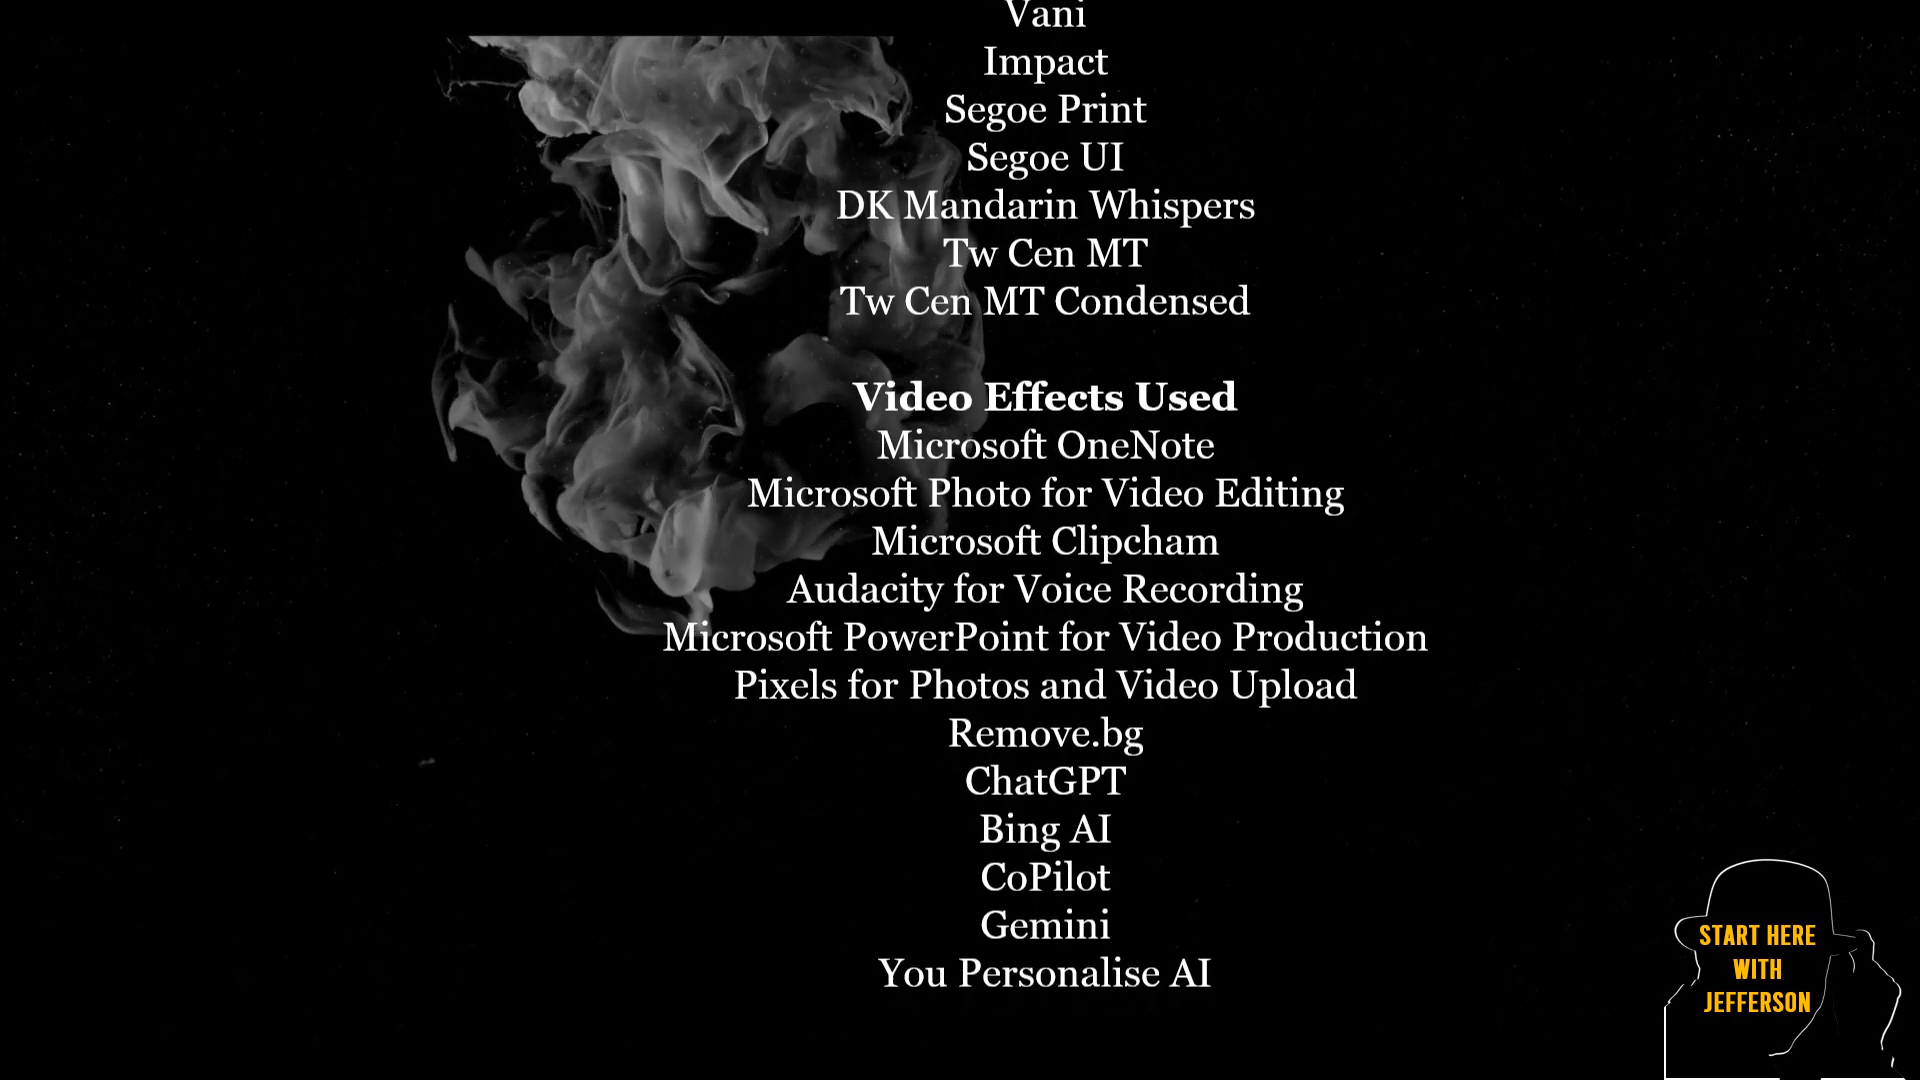 Vani
Impact
Segoe Print
Segoe UI
DK Mandarin Whispers
Tw Cen MT
Tw Cen MT Condensed
Video Effects Used
Microsoft OneNote
Microsoft Photo for Video Editing
Microsoft Clipcham
Audacity for Voice Recording
Microsoft PowerPoint for Video Production
Pixels for Photos and Video Upload
Remove.bg
ChatGPT
Bing AI
CoPilot
Gemini
You Personalise AI
START HERE
WITH
JEFFERSON